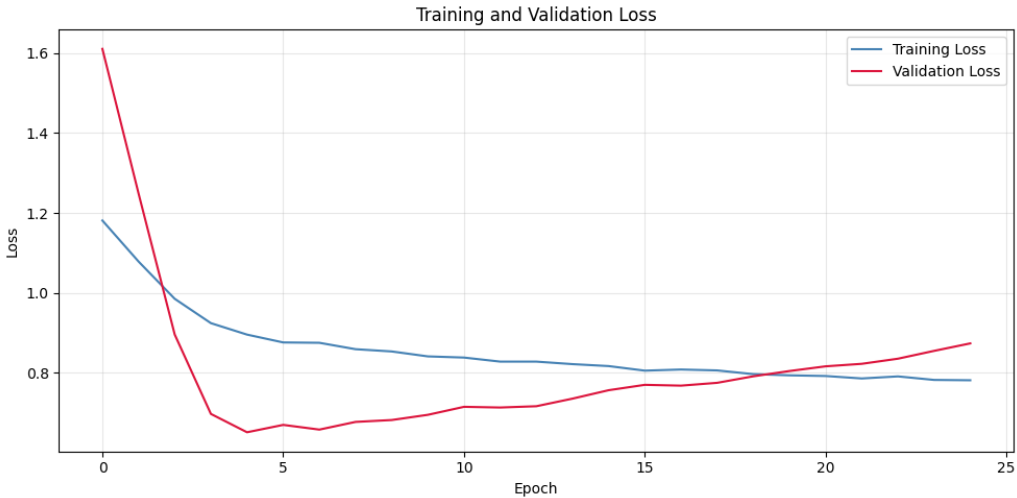 Training and Validation Loss
Training Loss
Validation Loss
1.6
1.4
1.2
1.0
0.8
Loss
0 5 10 15 20 25
Epoch